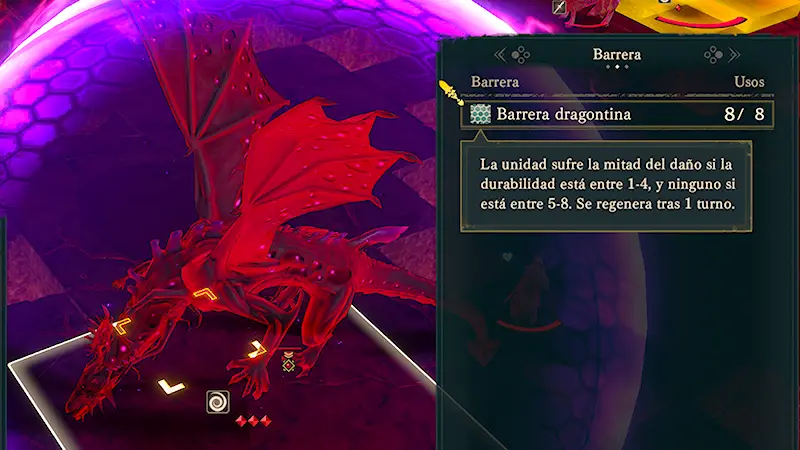 Barrera
Barrera Usos
Barrera dragontina 8/ 8
La unidad sufre la mitad del daño si la
durabilidad está entre 1-4, y ninguno si
está entre 5-8. Se regenera tras 1 turno.